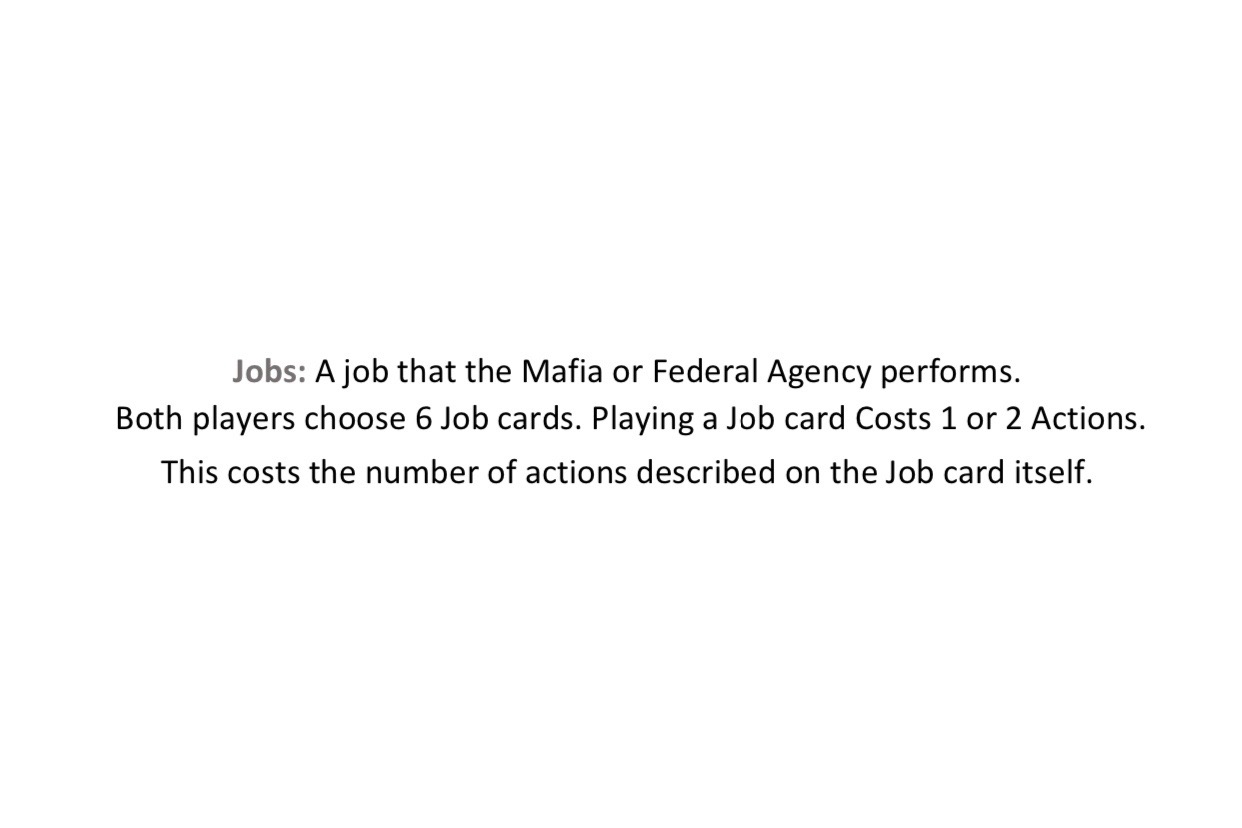 Jobs: A job that the Mafia or Federal Agency performs.
Both players choose 6 Job cards. Playing a Job card Costs 1 or 2 Actions.
This costs the number of actions described on the Job card itself.